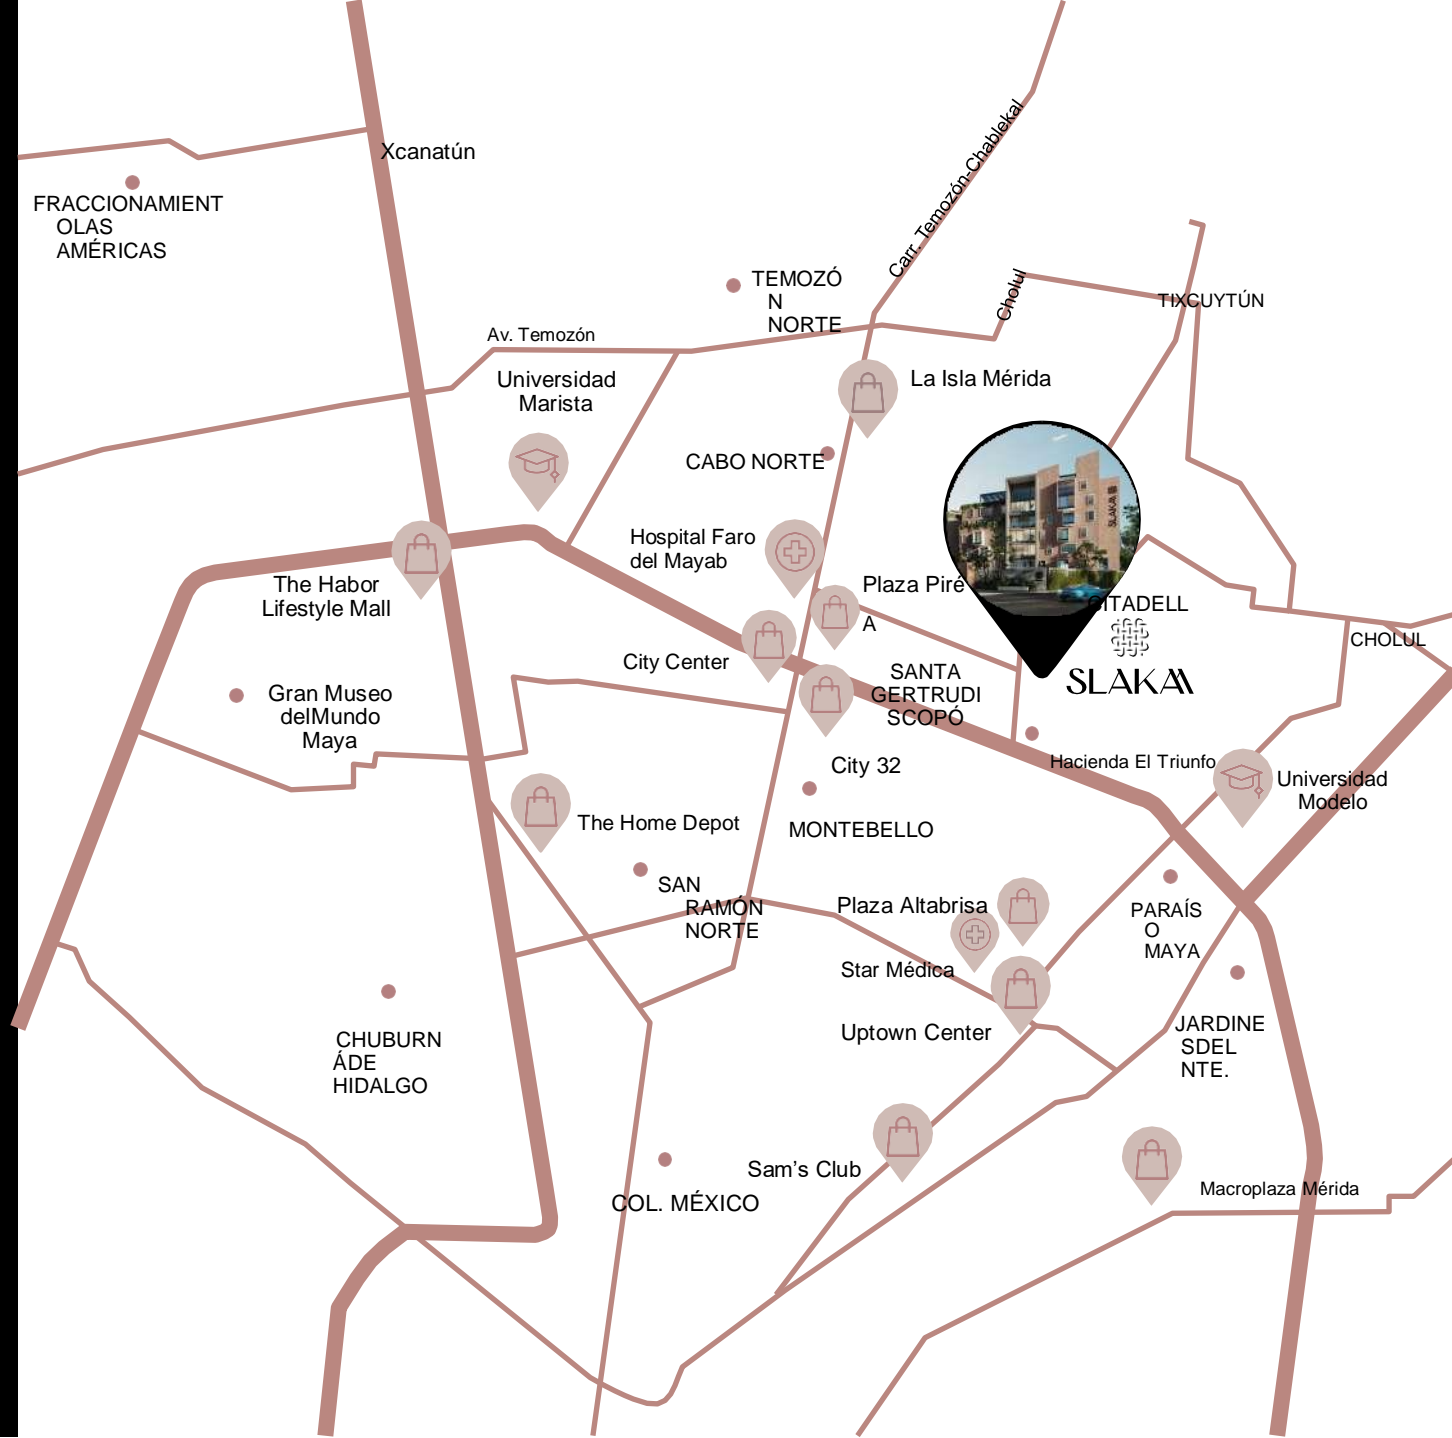 Xcanatún
FRACCIONAMIENT
OLAS
AMÉRICAS
Carr. Temozón-Chablekal
TEMOZÓ
N
NORTE
Cholul
TIXCUYTÚN
Av. Temozón
Universidad
Marista
La Isla Mérida
CABO NORTE
SLAKAA
Hospital Faro
del Mayab
The Habor
Lifestyle Mall
Plaza Piré
A
CITADELL
SLAKAA
CHOLUL
City Center
SANTA
GERTRUDI
SCOPÓ
Gran Museo
delMundo
Maya
City 32
Hacienda El Triunfo
Universidad
Modelo
The Home Depot
MONTEBELLO
SAN
RAMÓN
NORTE
Plaza Altabrisa
PARAÍS
O
MAYA
Star Médica
Uptown Center
JARDINE
SDEL
NTE.
CHUBURN
ÁDE
HIDALGO
Sam’s Club
COL. MÉXICO
Macroplaza Mérida